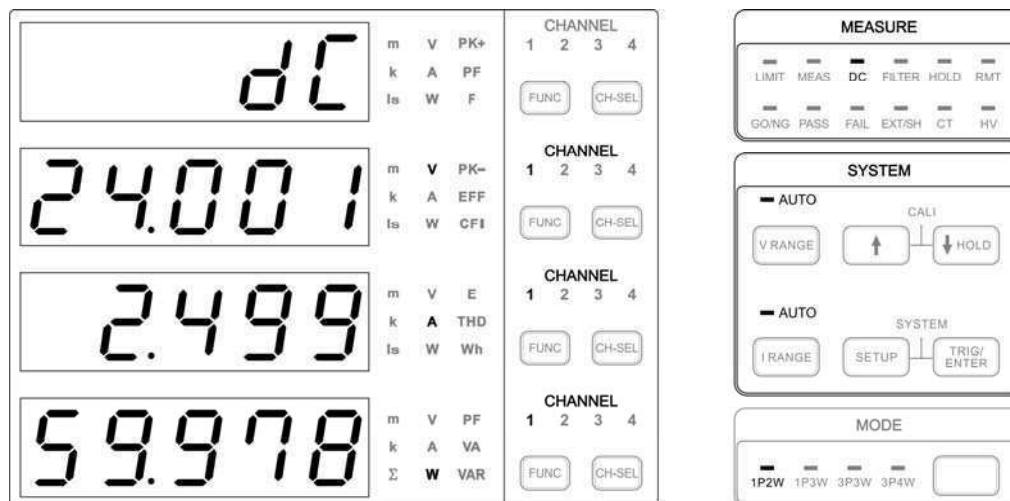 dC
m V PK+
k A PF
Is W F
CHANNEL
1 2 3 4
FUNC CH-SEL
24.001
m V PK–
k A EFF
Is W CFI
CHANNEL
1 2 3 4
FUNC CH-SEL
2.499
m V E
k A THD
Is W Wh
CHANNEL
1 2 3 4
FUNC CH-SEL
59.978
m V PF
k A VA
Σ W VAR
CHANNEL
1 2 3 4
FUNC CH-SEL
MEASURE
LIMIT MEAS DC FILTER HOLD RMT
GO/NG PASS FAIL EXT/SH CT HV
SYSTEM
AUTO
CALI
V RANGE HOLD
AUTO
SYSTEM
I RANGE SETUP TRIG/
ENTER
MODE
1P2W 1P3W 3P3W 3P4W